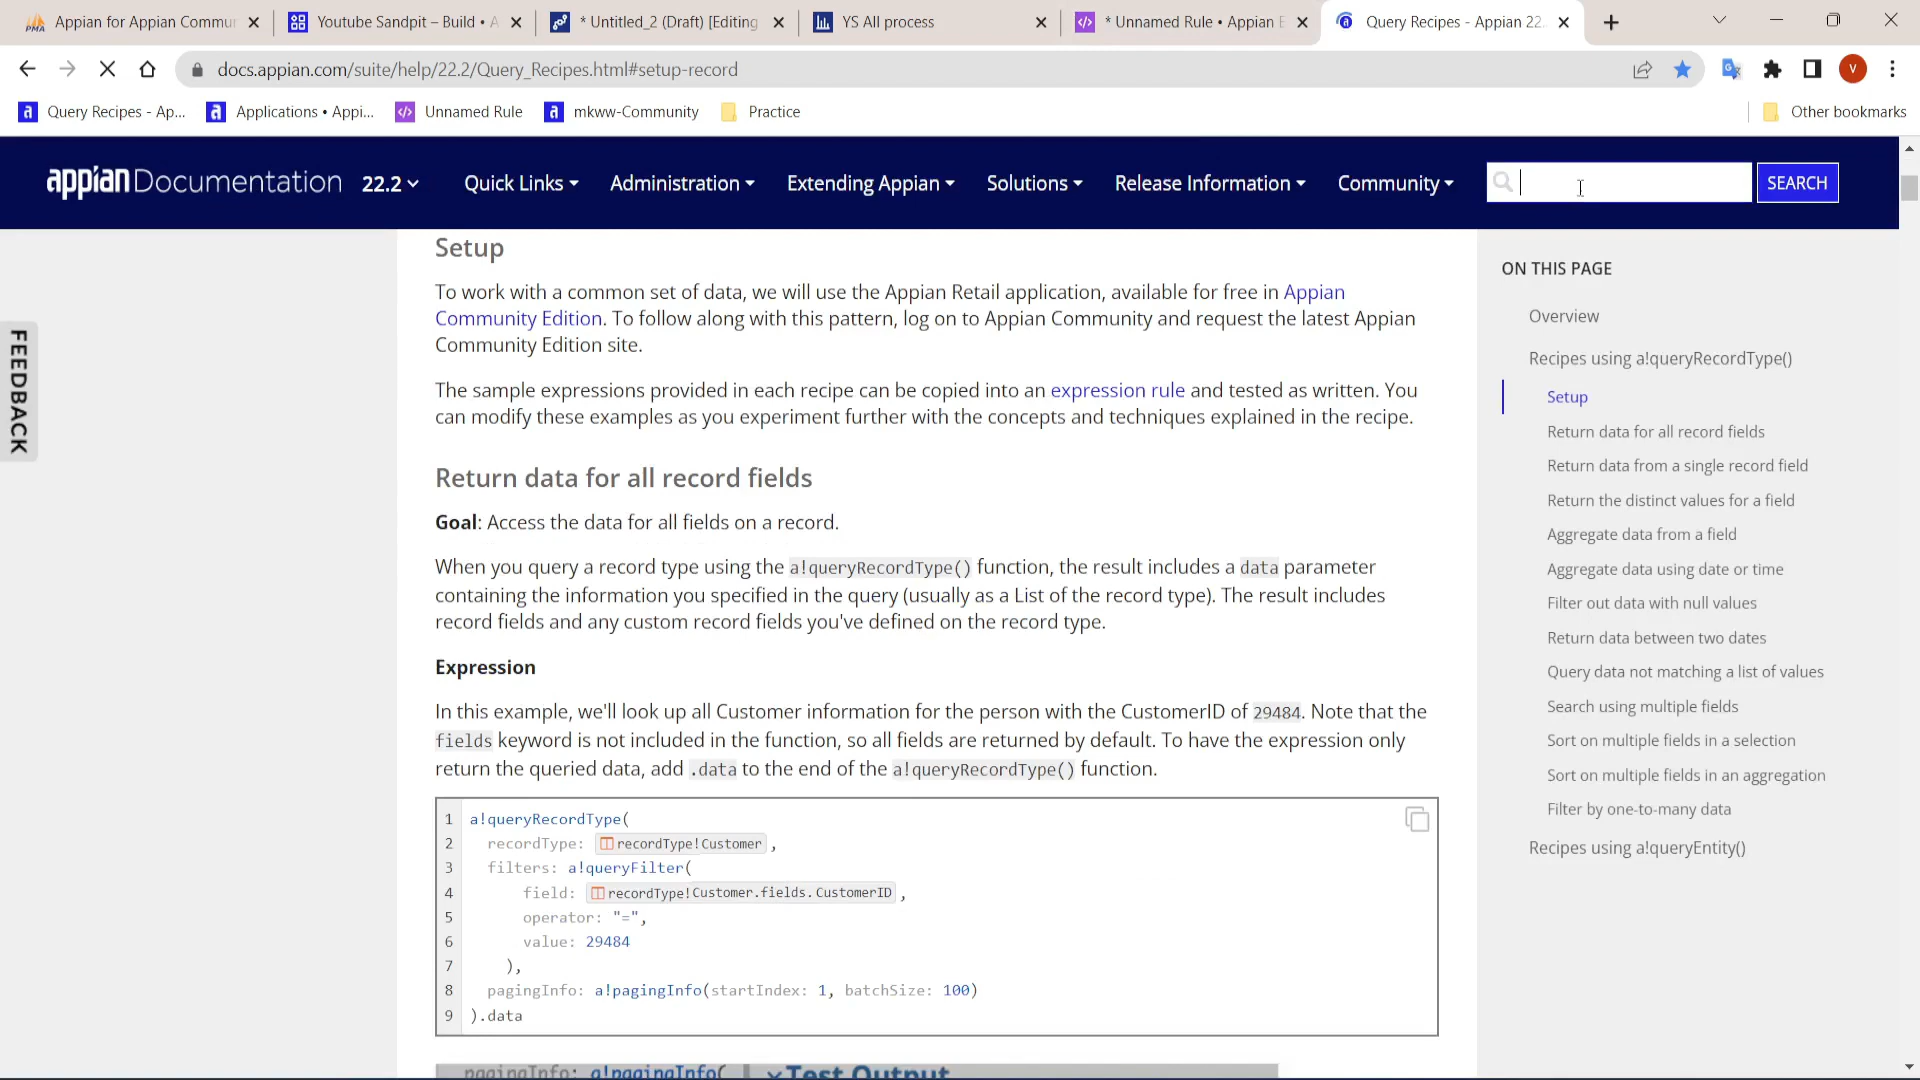 Appian for Appian Commu
Youtube Sandpit – Build • A
* Untitled_2 (Draft) [Editing
YS All process
* Unnamed Rule • Appian E
Query Recipes - Appian 22.
docs.appian.com/suite/help/22.2/Query_Recipes.html#setup-record
V
Query Recipes - Ap...
Applications • Appi...
Unnamed Rule
mkww-Community
Practice
Other bookmarks
appian Documentation 22.2
Quick Links
Administration
Extending Appian
Solutions
Release Information
Community
SEARCH
FEEDBACK
Setup
To work with a common set of data, we will use the Appian Retail application, available for free in Appian
Community Edition. To follow along with this pattern, log on to Appian Community and request the latest Appian
Community Edition site.
The sample expressions provided in each recipe can be copied into an expression rule and tested as written. You
can modify these examples as you experiment further with the concepts and techniques explained in the recipe.
Return data for all record fields
Goal: Access the data for all fields on a record.
When you query a record type using the a!queryRecordType() function, the result includes a data parameter
containing the information you specified in the query (usually as a List of the record type). The result includes
record fields and any custom record fields you've defined on the record type.
Expression
In this example, we'll look up all Customer information for the person with the CustomerID of 29484. Note that the
fields keyword is not included in the function, so all fields are returned by default. To have the expression only
return the queried data, add .data to the end of the a!queryRecordType() function.
1 a!queryRecordType(
2 recordType: recordType!Customer ,
3 filters: a!queryFilter(
4 field: recordType!Customer.fields.CustomerID ,
5 operator: "=",
6 value: 29484
7 ),
8 pagingInfo: a!pagingInfo(startIndex: 1, batchSize: 100)
9 ).data
pagingInfo: a!pagingInfo( Test Output
ON THIS PAGE
Overview
Recipes using a!queryRecordType()
Setup
Return data for all record fields
Return data from a single record field
Return the distinct values for a field
Aggregate data from a field
Aggregate data using date or time
Filter out data with null values
Return data between two dates
Query data not matching a list of values
Search using multiple fields
Sort on multiple fields in a selection
Sort on multiple fields in an aggregation
Filter by one-to-many data
Recipes using a!queryEntity()